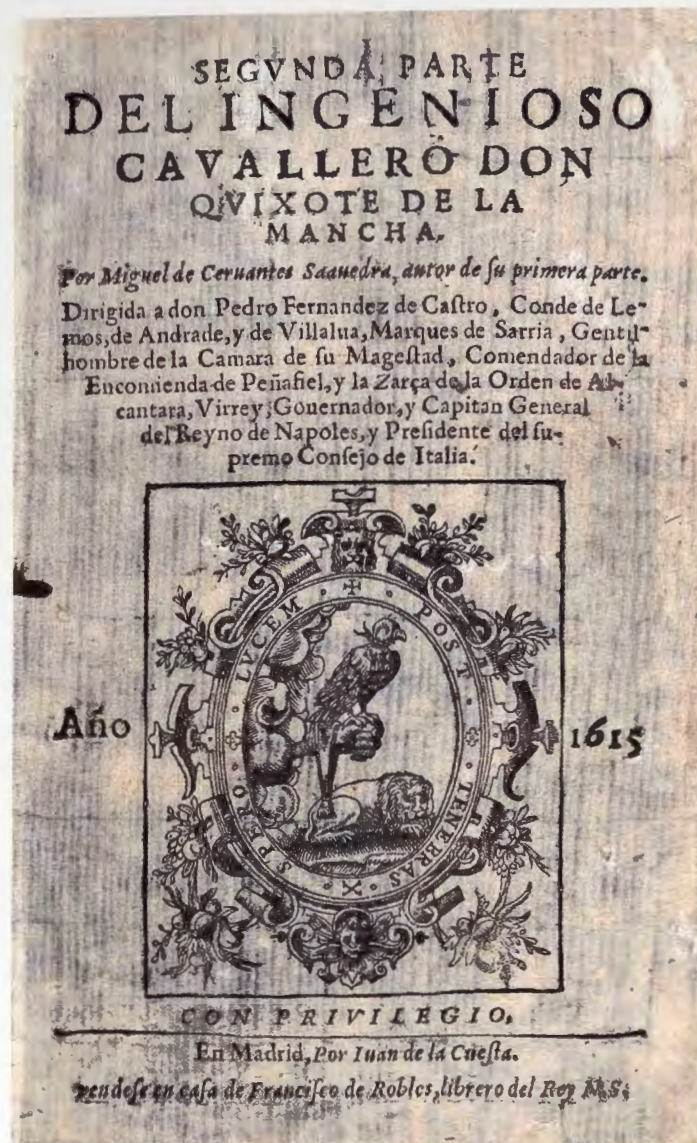 SEGVNDA PARTE
DEL INGENIOSO
CAVALLERO DON
QVIXOTE DE LA
MANCHA.
Por Miguel de Ceruantes Saauedra, autor de ſu primera parte.
Dirigida a don Pedro Fernandez de Caſtro, Conde de Le-
mos, de Andrade, y de Villalua, Marques de Sarria, Gentil-
hombre de la Camara de ſu Mageſtad, Comendador de la
Encomienda de Peñafiel, y la Zarça de la Orden de Al-
cantara, Virrey, Gouernador, y Capitan General
del Reyno de Napoles, y Preſidente del ſu-
premo Conſejo de Italia.
SPERO LVCEM POST TENEBRAS
Año 1615
CON PRIVILEGIO,
En Madrid, Por Iuan de la Cueſta.
vendeſe en caſa de Franciſco de Robles, librero del Rey N.S.